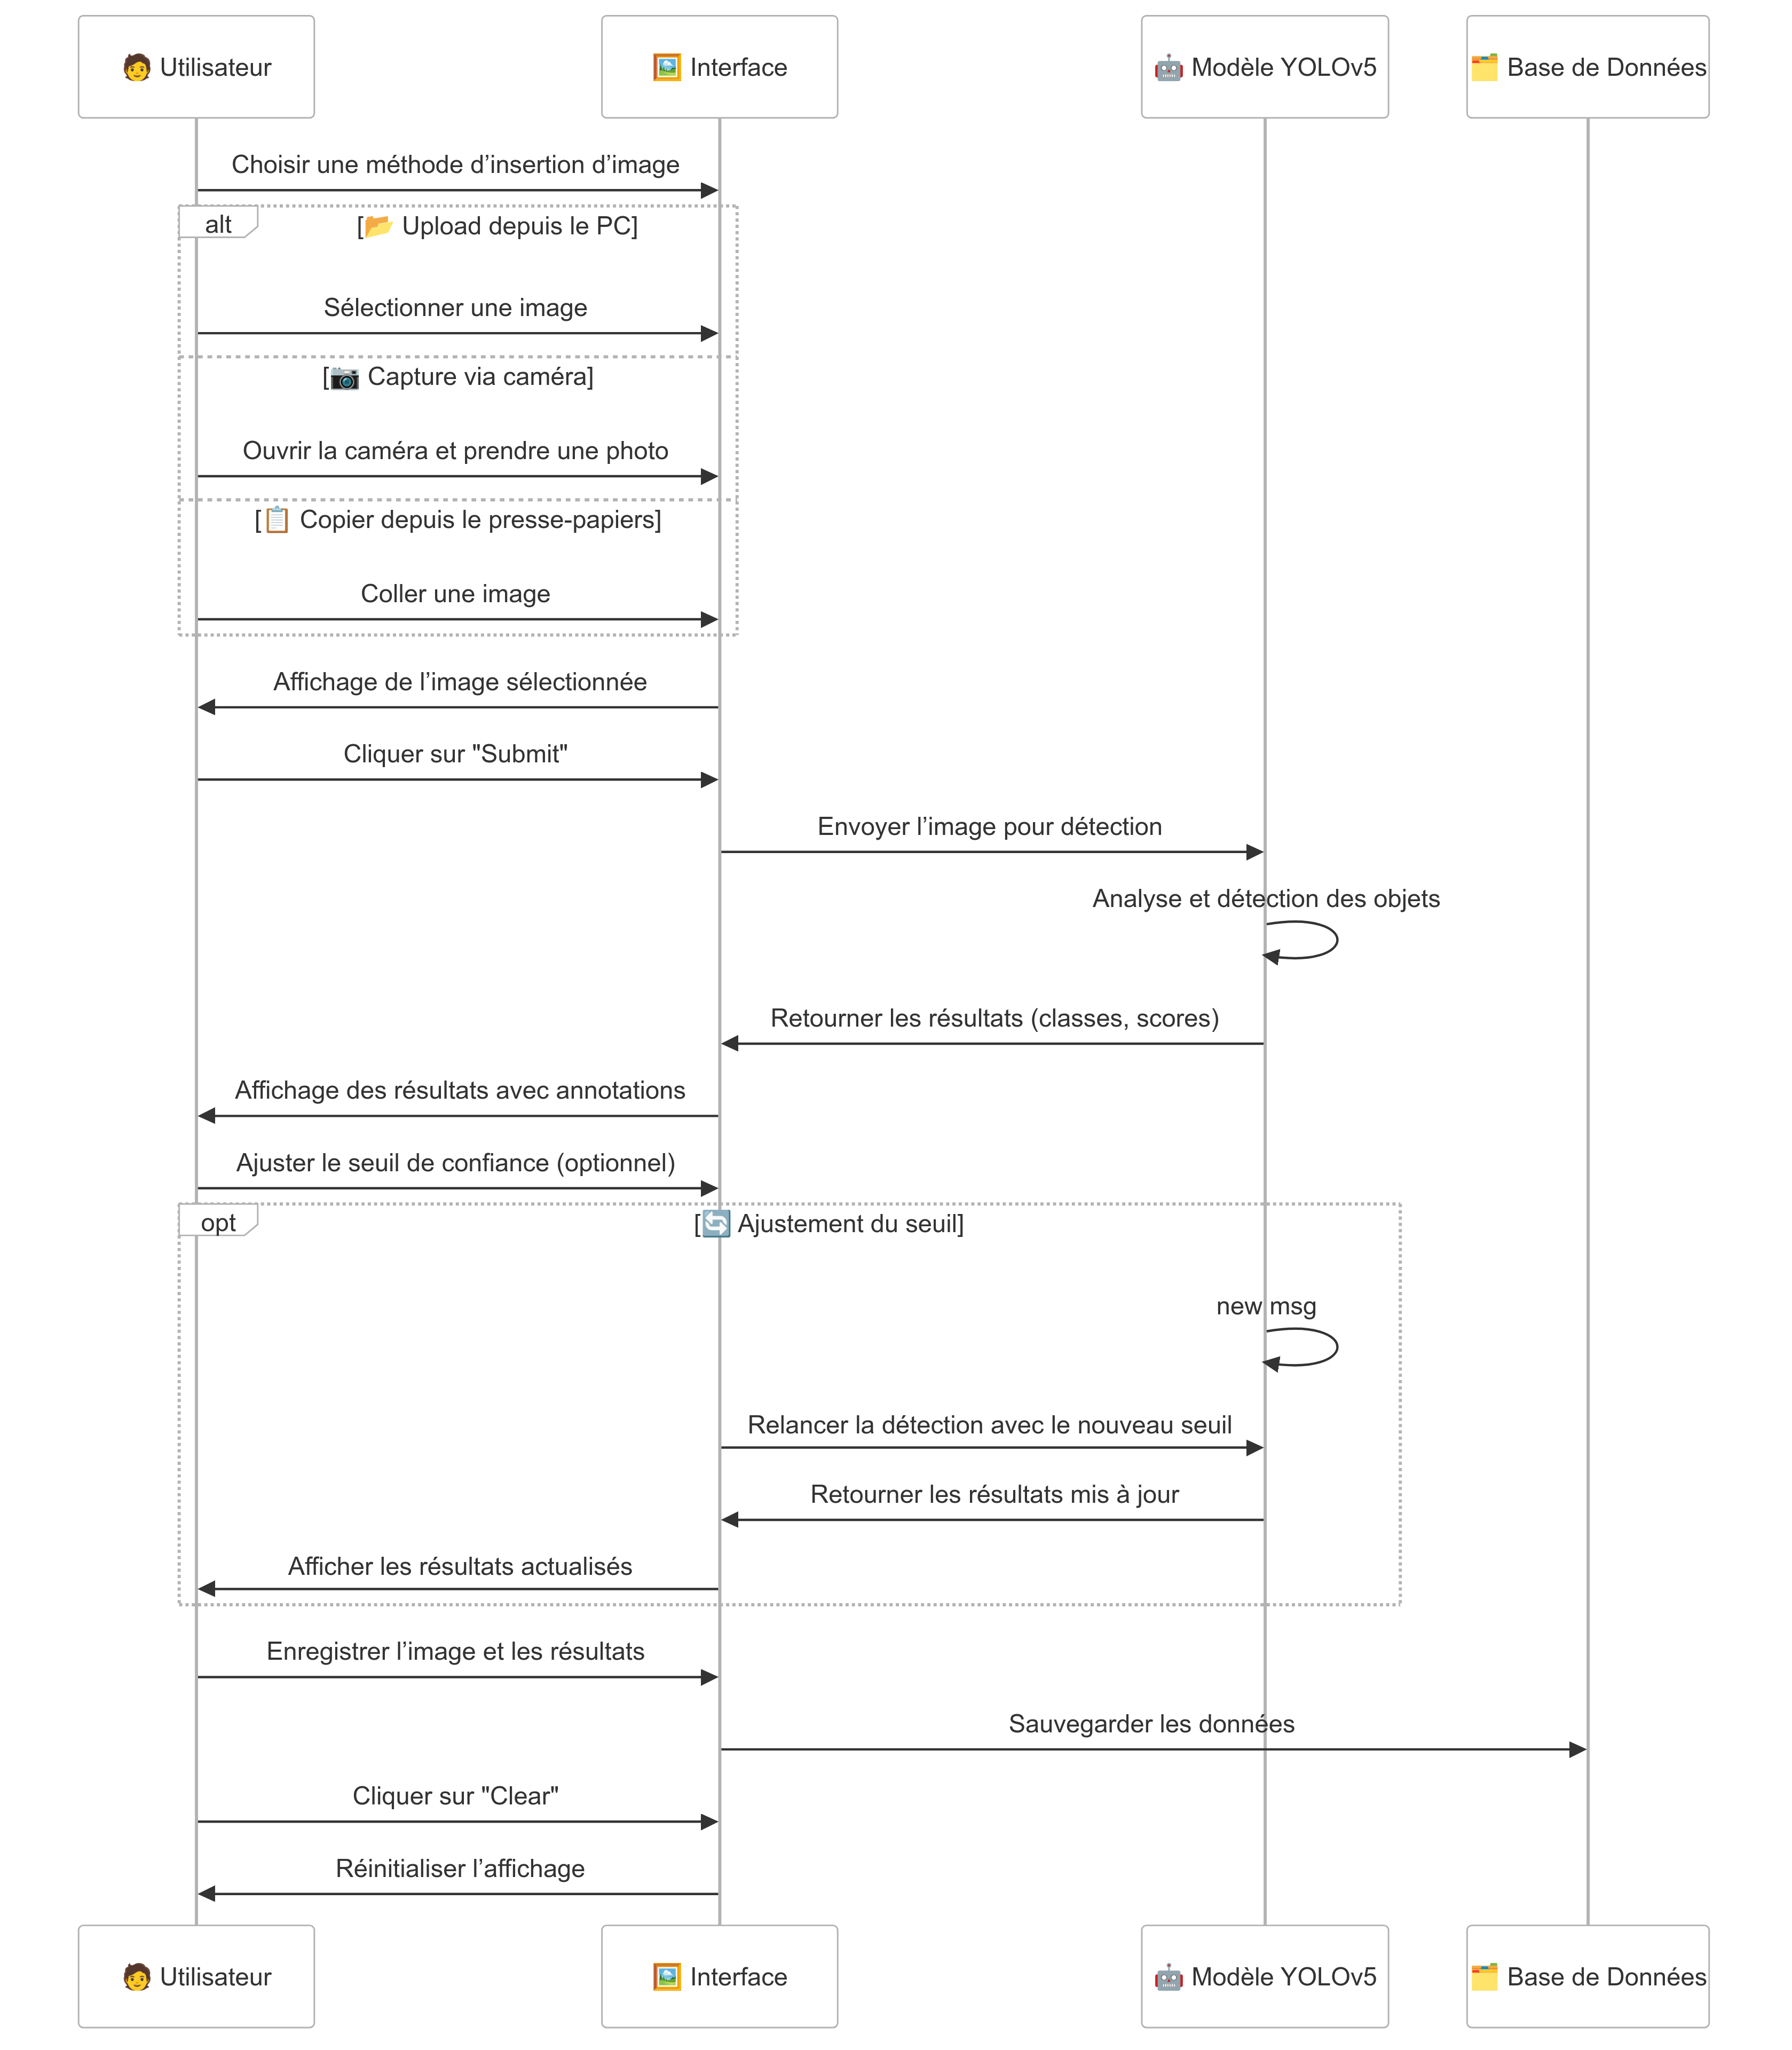 🧑 Utilisateur
🖼️ Interface
🤖 Modèle YOLOv5
🗂️ Base de Données
Choisir une méthode d’insertion d’image
alt
[📂 Upload depuis le PC]
Sélectionner une image
[📷 Capture via caméra]
Ouvrir la caméra et prendre une photo
[📋 Copier depuis le presse-papiers]
Coller une image
Affichage de l’image sélectionnée
Cliquer sur "Submit"
Envoyer l’image pour détection
Analyse et détection des objets
Retourner les résultats (classes, scores)
Affichage des résultats avec annotations
Ajuster le seuil de confiance (optionnel)
opt
[🔄 Ajustement du seuil]
new msg
Relancer la détection avec le nouveau seuil
Retourner les résultats mis à jour
Afficher les résultats actualisés
Enregistrer l’image et les résultats
Sauvegarder les données
Cliquer sur "Clear"
Réinitialiser l’affichage
🧑 Utilisateur
🖼️ Interface
🤖 Modèle YOLOv5
🗂️ Base de Données